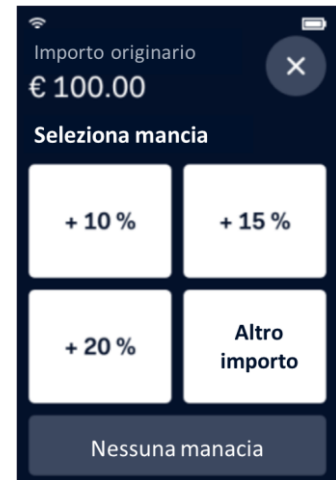 Importo originario
€ 100.00
Seleziona mancia
+ 10 %
+ 15 %
+ 20 %
Altro
importo
Nessuna manacia